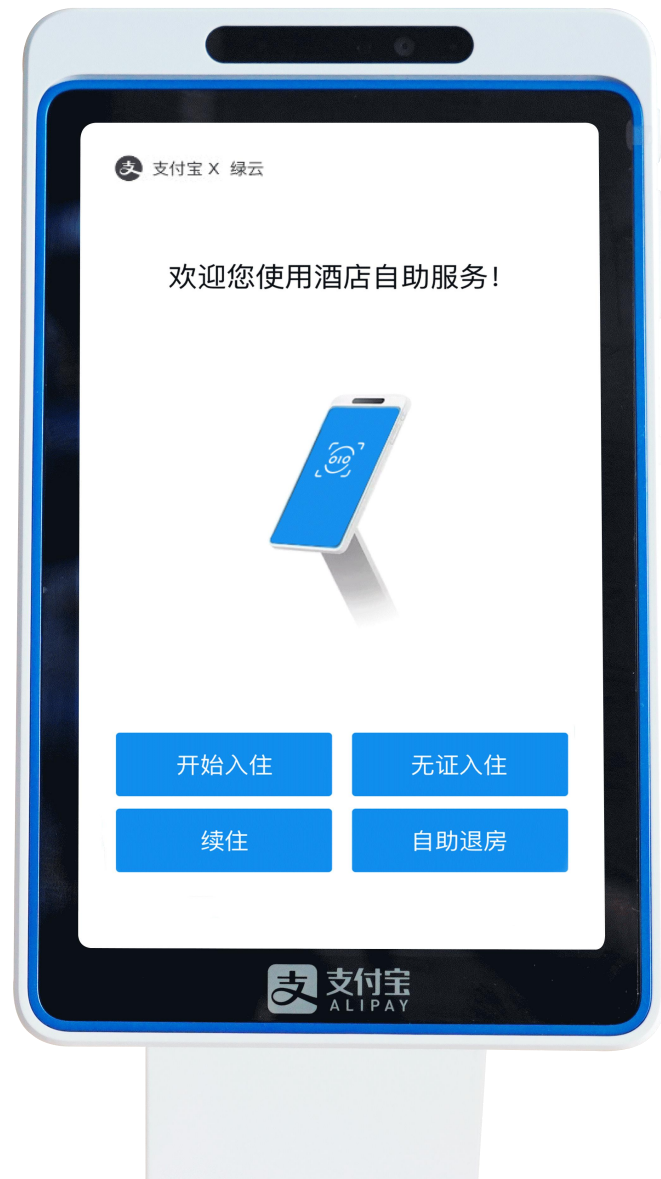 支付宝 X 绿云
欢迎您使用酒店自助服务！
开始入住
无证入住
续住
自助退房
支付宝
ALIPAY